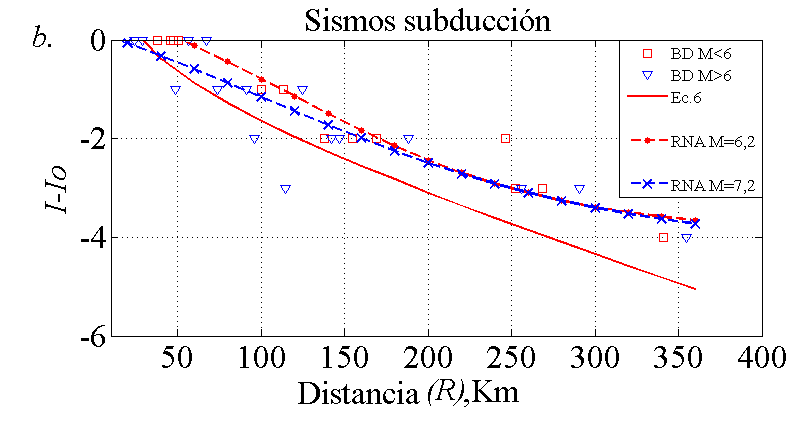 Sismos subducción
b.
0
-2
-4
-6
I-Io
BD M<6
BD M>6
Ec.6
RNA M=6,2
RNA M=7,2
50 100 150 200 250 300 350 400
Distancia (R),Km